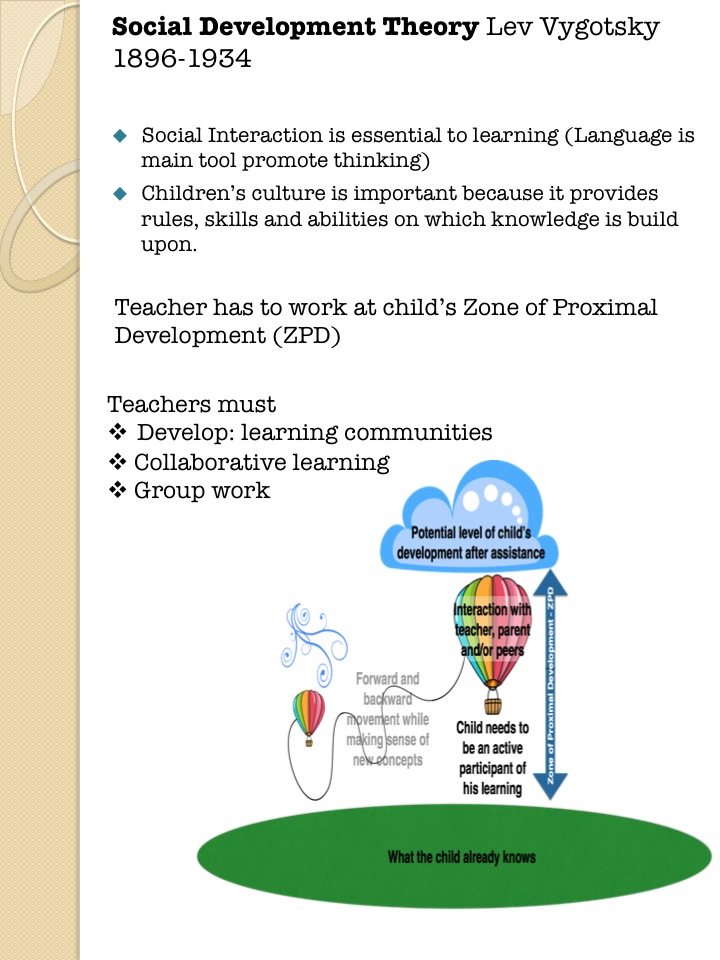 Social Development Theory Lev Vygotsky
1896-1934
◆ Social Interaction is essential to learning (Language is
main tool promote thinking)
◆ Children's culture is important because it provides
rules, skills and abilities on which knowledge is build
upon.
Teacher has to work at child's Zone of Proximal
Development (ZPD)
Teachers must
❖ Develop: learning communities
❖ Collaborative learning
❖ Group work
Potential level of child's
development after assistance
Interaction with
teacher, parent
and/or peers
Zone of Proximal Development - ZPD
Forward and
backward
movement while
making sense of
new concepts
Child needs to
be an active
participant of
his learning
What the child already knows